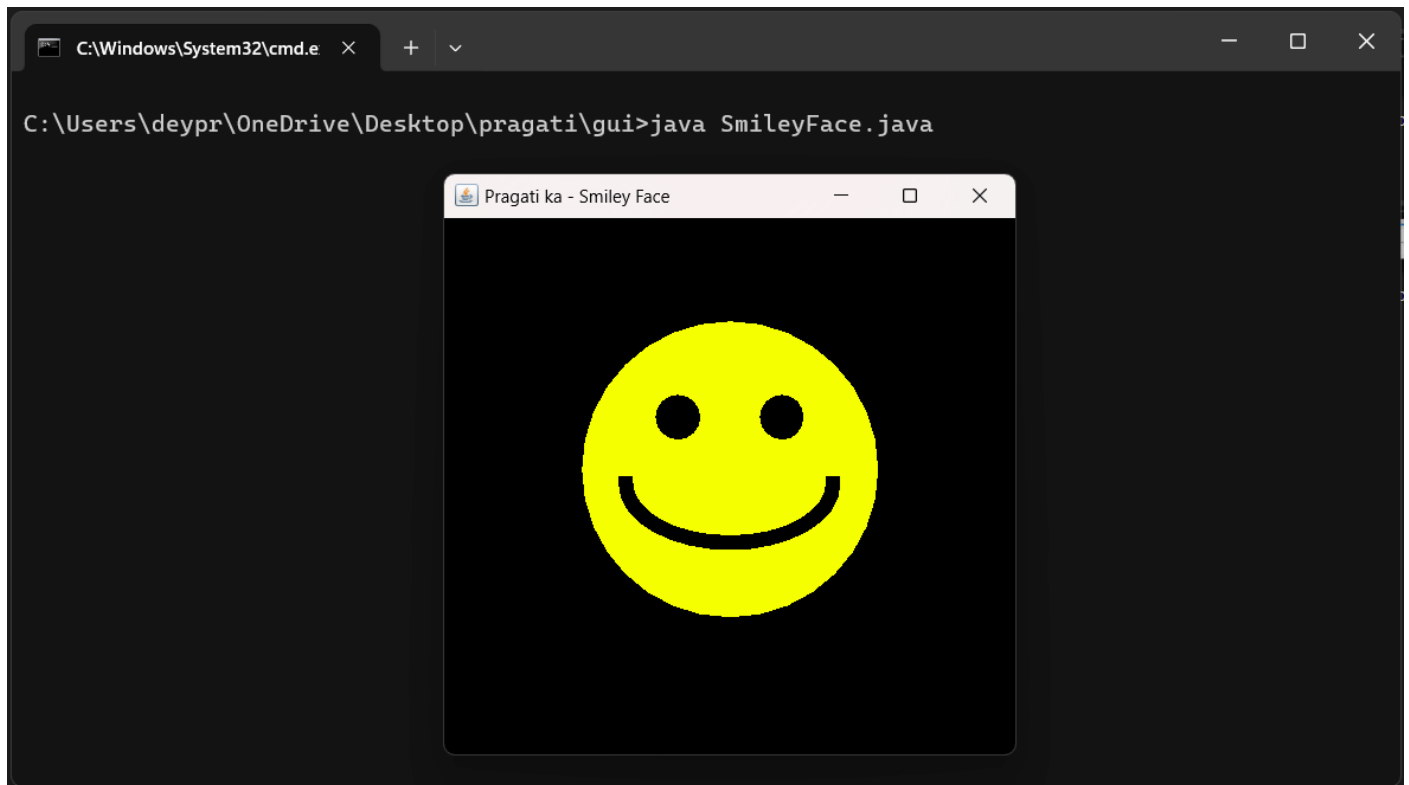 C:\Windows\System32\cmd.e
C:\Users\deypr\OneDrive\Desktop\pragati\gui>java SmileyFace.java
Pragati ka - Smiley Face